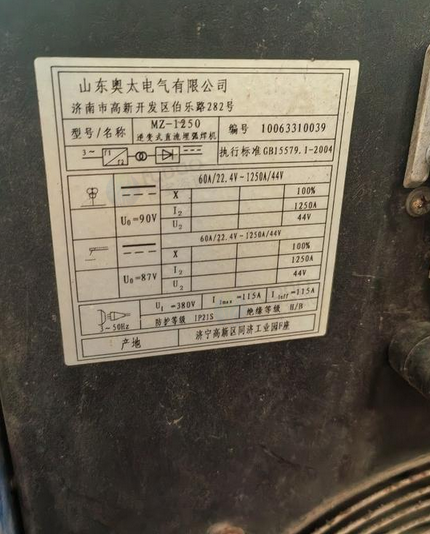 山东奥太电气有限公司
济南市高新开发区伯乐路282号
型号/名称 MZ-1250 逆变式直流埋弧焊机 编号 10063310039
3~ f1 f2 执行标准 GB15579.1-2004
60A/22.4V-1250A/44V
X 100%
U₀=90V I₂ 1250A
U₂ 44V
60A/22.4V-1250A/44V
X 100%
U₀=87V I₂ 1250A
U₂ 44V
U₁=380V I₁max=115A I₁eff=115A
~50Hz 防护等级 IP21S 绝缘等级 H/B
产地 济宁高新区同济工业园F座